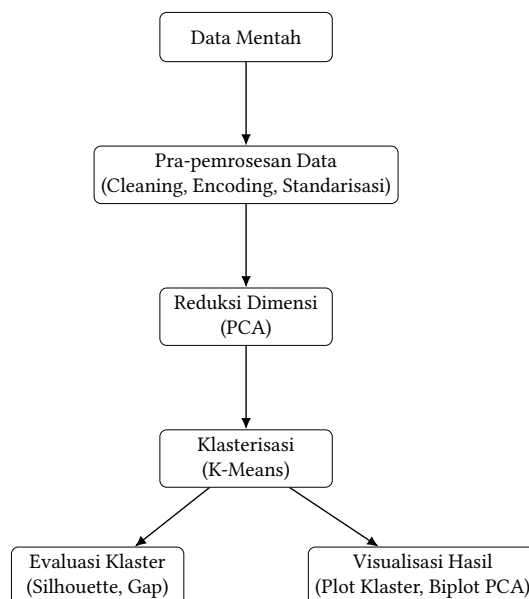 Data Mentah
Pra-pemrosesan Data
(Cleaning, Encoding, Standarisasi)
Reduksi Dimensi
(PCA)
Klasterisasi
(K-Means)
Evaluasi Klaster
(Silhouette, Gap)
Visualisasi Hasil
(Plot Klaster, Biplot PCA)